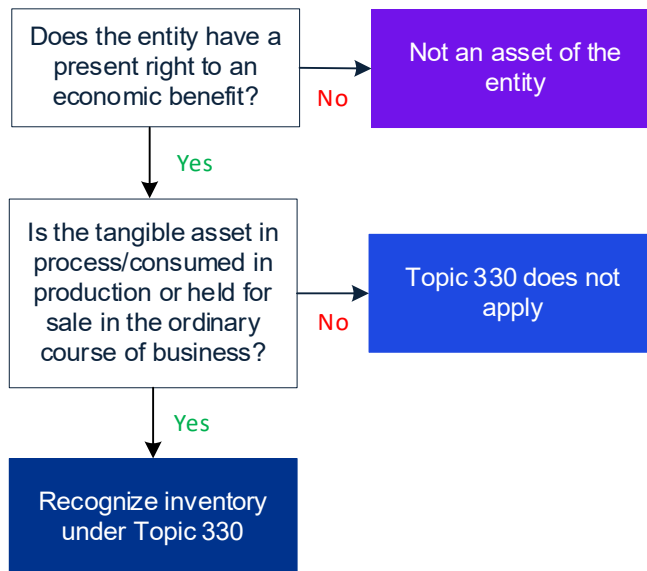 Does the entity have a
present right to an
economic benefit?
Not an asset of the
entity
No
Yes
Is the tangible asset in
process/consumed in
production or held for
sale in the ordinary
course of business?
Topic 330 does not
apply
No
Yes
Recognize inventory
under Topic 330